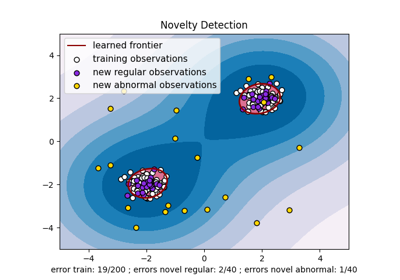 Novelty Detection
learned frontier
training observations
new regular observations
new abnormal observations
4
2
0
−2
−4
−4 −2 0 2 4
error train: 19/200 ; errors novel regular: 2/40 ; errors novel abnormal: 1/40